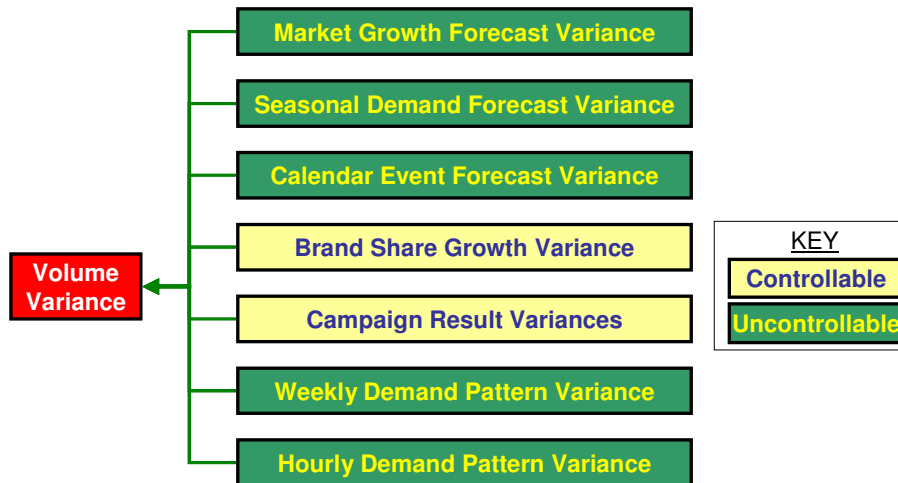 Market Growth Forecast Variance
Seasonal Demand Forecast Variance
Calendar Event Forecast Variance
Brand Share Growth Variance
Volume
Variance
Campaign Result Variances
Weekly Demand Pattern Variance
Hourly Demand Pattern Variance
KEY
Controllable
Uncontrollable